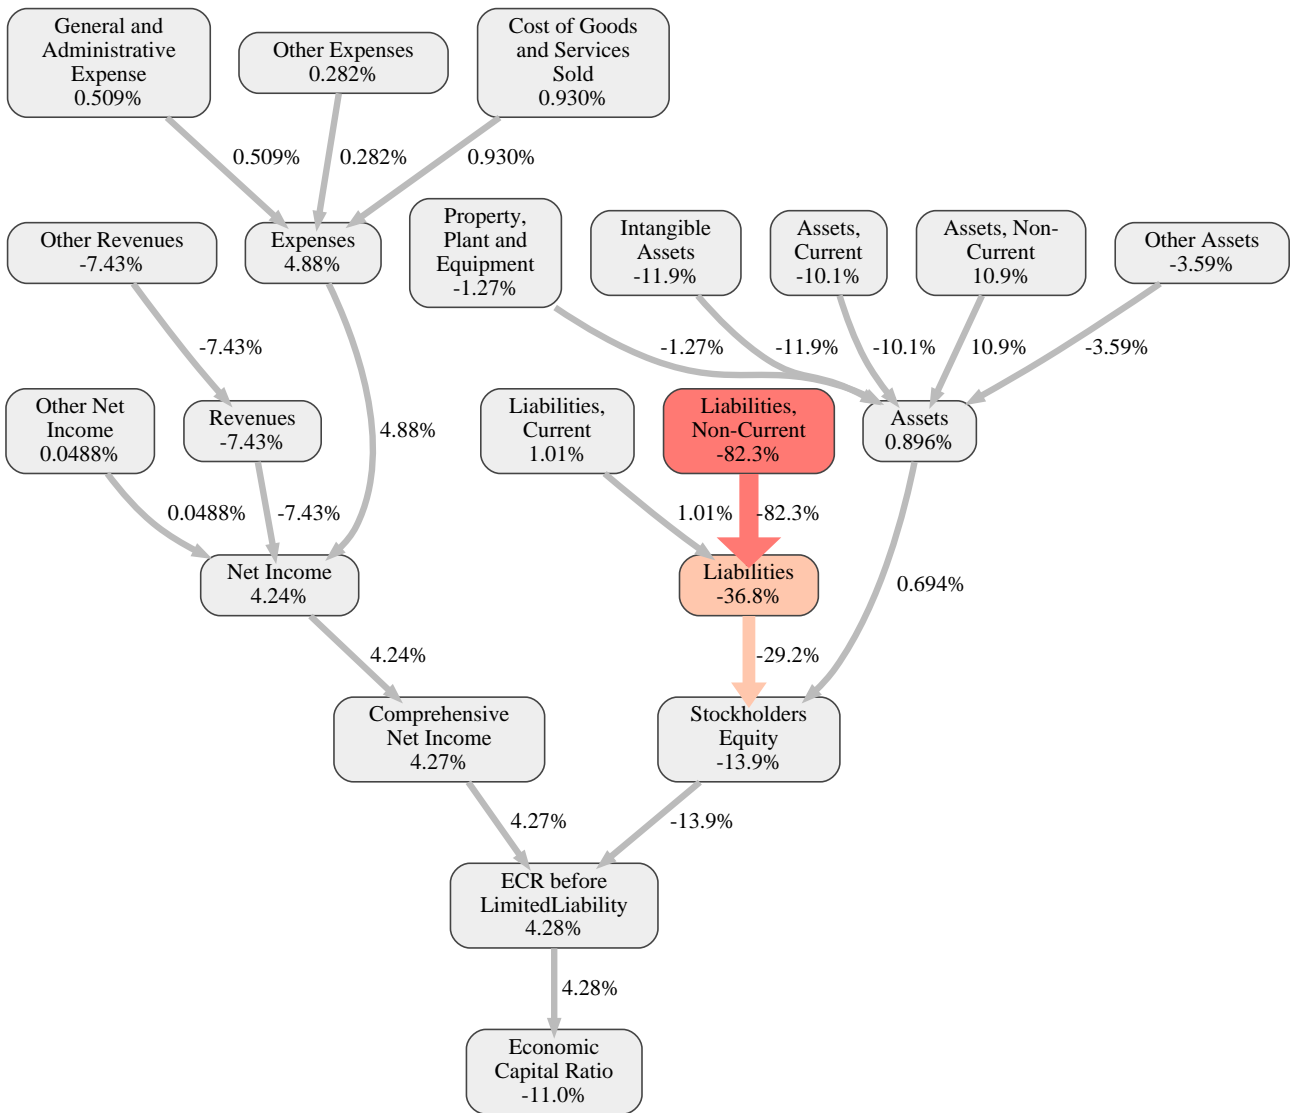 General and
Administrative
Expense
0.509%
Other Expenses
0.282%
Cost of Goods
and Services
Sold
0.930%
0.509%
0.282%
0.930%
Other Revenues
-7.43%
Expenses
4.88%
Property,
Plant and
Equipment
-1.27%
Intangible
Assets
-11.9%
Assets,
Current
-10.1%
Assets, Non-
Current
10.9%
Other Assets
-3.59%
-7.43%
-1.27%
-11.9%
-10.1%
10.9%
-3.59%
Other Net
Income
0.0488%
Revenues
-7.43%
4.88%
Liabilities,
Current
1.01%
Liabilities,
Non-Current
-82.3%
Assets
0.896%
0.0488%
-7.43%
1.01%
-82.3%
Net Income
4.24%
Liabilities
-36.8%
0.694%
4.24%
-29.2%
Comprehensive
Net Income
4.27%
Stockholders
Equity
-13.9%
4.27%
-13.9%
ECR before
LimitedLiability
4.28%
4.28%
Economic
Capital Ratio
-11.0%